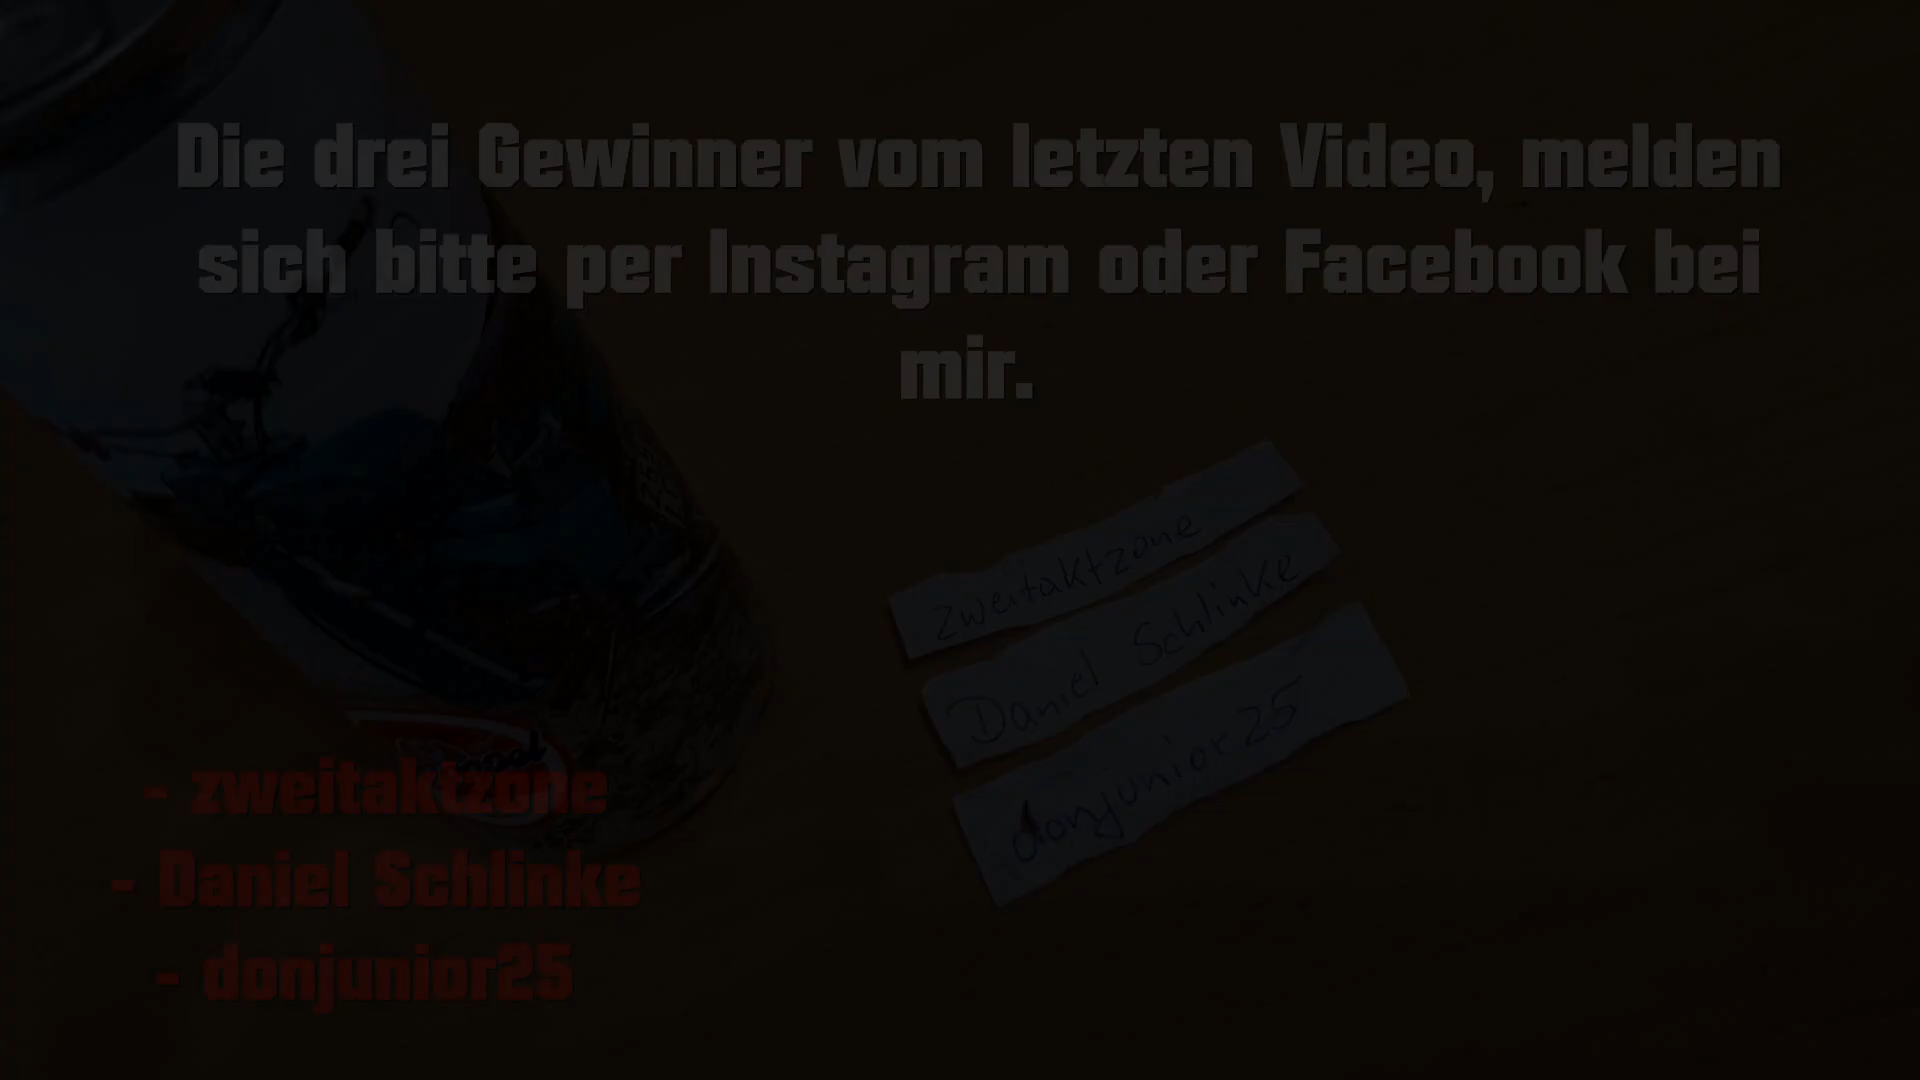 Die drei Gewinner vom letzten Video, melden
sich bitte per Instagram oder Facebook bei
mir.
zweitaktzone
Daniel Schlinke
donjunior25
- zweitaktzone
- Daniel Schlinke
- donjunior25